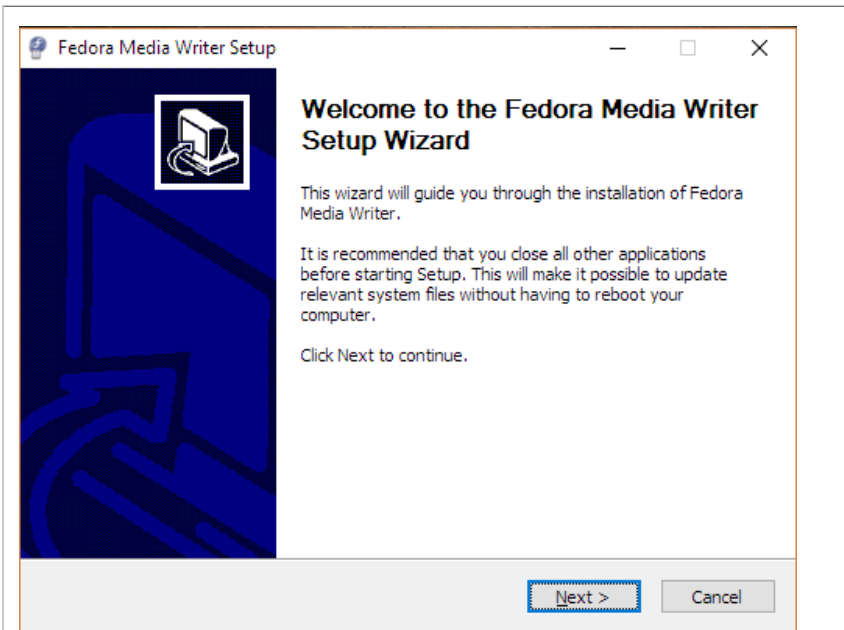 Fedora Media Writer Setup
Welcome to the Fedora Media Writer
Setup Wizard
This wizard will guide you through the installation of Fedora
Media Writer.
It is recommended that you close all other applications
before starting Setup. This will make it possible to update
relevant system files without having to reboot your
computer.
Click Next to continue.
Next >
Cancel